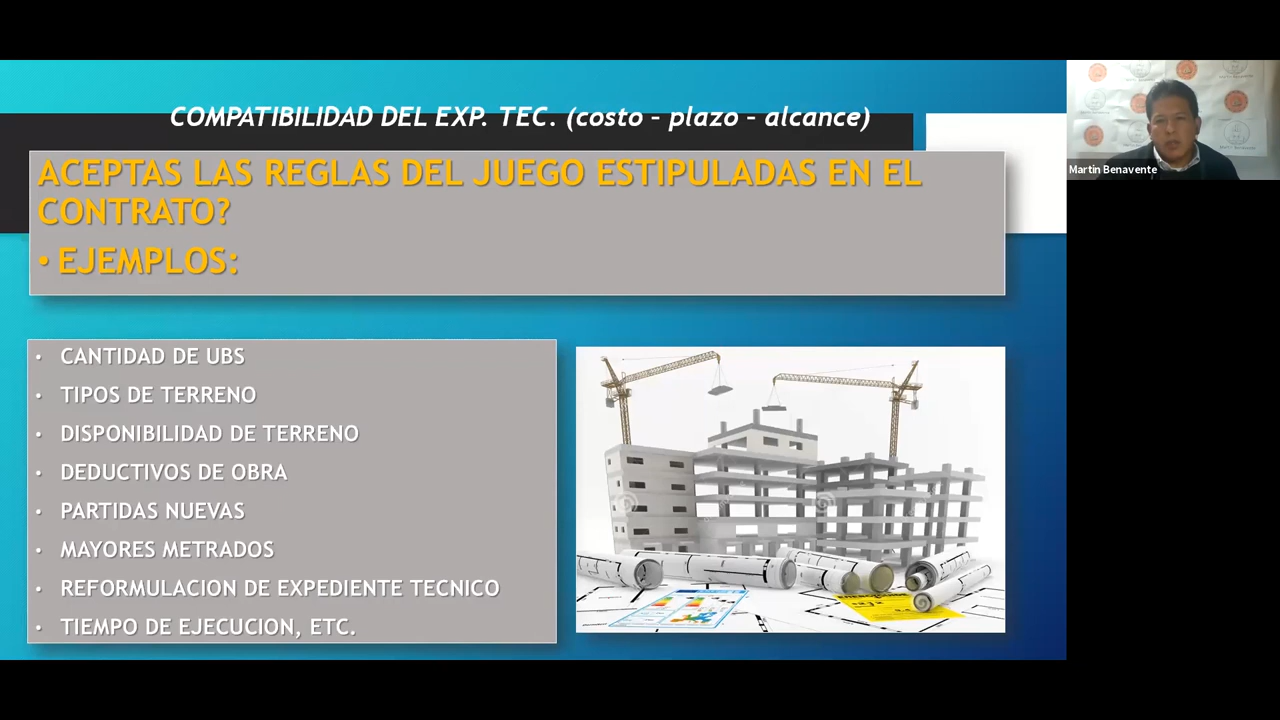 COMPATIBILIDAD DEL EXP. TEC. (costo – plazo – alcance)
ACEPTAS LAS REGLAS DEL JUEGO ESTIPULADAS EN EL
CONTRATO?
• EJEMPLOS:
• CANTIDAD DE UBS
• TIPOS DE TERRENO
• DISPONIBILIDAD DE TERRENO
• DEDUCTIVOS DE OBRA
• PARTIDAS NUEVAS
• MAYORES METRADOS
• REFORMULACION DE EXPEDIENTE TECNICO
• TIEMPO DE EJECUCION, ETC.
Martin Benavente